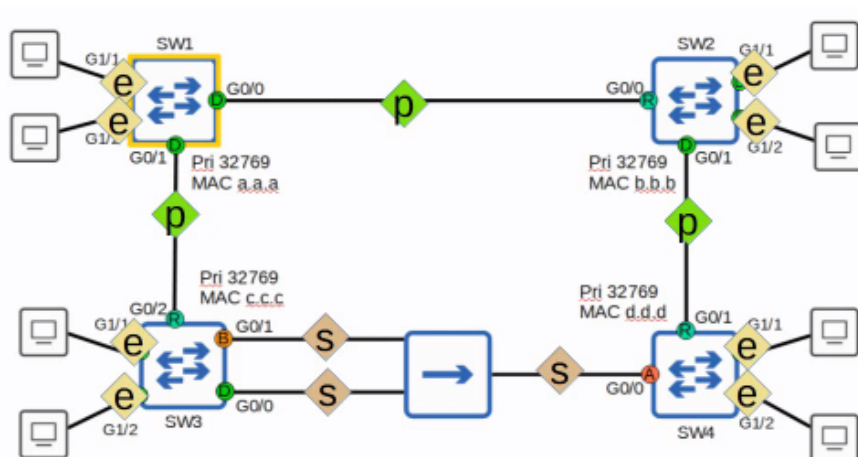 SW1
SW2
G1/1
G1/1
e
e
G0/0
D
p
G0/0
R
e
e
G1/2
D
G0/1
Pri 32769
MAC a.a.a
Pri 32769
MAC b.b.b
D
G0/1
p
p
Pri 32769
MAC c.c.c
Pri 32769
MAC d.d.d
G0/2
R
R
G0/1
G1/1
e
G0/1
B
s
e
G1/1
s
A
G0/0
e
G1/2
D
s
G0/0
e
G1/2
SW3
SW4